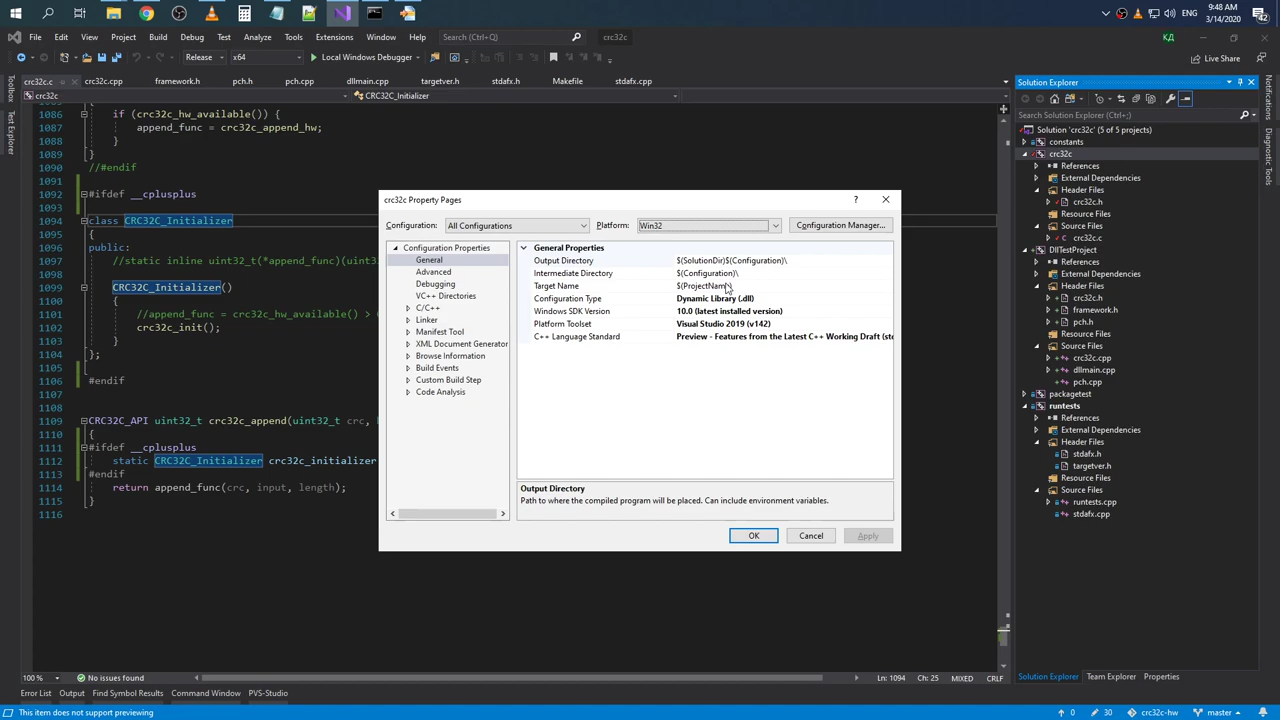 9:48 AM
ENG
3/14/2020
42
File Edit View Project Build Debug Test Analyze Tools Extensions Window Help Search (Ctrl+Q) crc32c КД
Release x64 Local Windows Debugger Live Share
crc32c.c crc32c.cpp framework.h pch.h pch.cpp dllmain.cpp targetver.h stdafx.h Makefile stdafx.cpp
crc32c CRC32C_Initializer
Toolbox
Test Explorer
1086 if (crc32c_hw_available()) {
1087 append_func = crc32c_append_hw;
1088 }
1089 }
1090 //#endif
1091
1092 #ifdef __cplusplus
1093
1094 class CRC32C_Initializer
{
public:
//static inline uint32_t(*append_func)(uint
CRC32C_Initializer()
1100 {
1101 //append_func = crc32c_hw_available() >
1102 crc32c_init();
1103 }
1104 };
1105
1106 #endif
1107
1108
1109 CRC32C_API uint32_t crc32c_append(uint32_t crc,
1110 {
1111 #ifdef __cplusplus
1112 static CRC32C_Initializer crc32c_initializer
1113 #endif
1114 return append_func(crc, input, length);
1115 }
1116
crc32c Property Pages
Configuration: All Configurations Platform: Win32 Configuration Manager...
Configuration Properties
General
Advanced
Debugging
VC++ Directories
C/C++
Linker
Manifest Tool
XML Document Generator
Browse Information
Build Events
Custom Build Step
Code Analysis
General Properties
Output Directory $(SolutionDir)$(Configuration)\
Intermediate Directory $(Configuration)\
Target Name $(ProjectName)
Configuration Type Dynamic Library (.dll)
Windows SDK Version 10.0 (latest installed version)
Platform Toolset Visual Studio 2019 (v142)
C++ Language Standard Preview - Features from the Latest C++ Working Draft (std
Output Directory
Path to where the compiled program will be placed. Can include environment variables.
OK Cancel Apply
Solution Explorer
Search Solution Explorer (Ctrl+;)
Solution 'crc32c' (5 of 5 projects)
constants
crc32c
References
External Dependencies
Header Files
crc32c.h
Resource Files
Source Files
crc32c.c
DllTestProject
References
External Dependencies
Header Files
crc32c.h
framework.h
pch.h
Resource Files
Source Files
crc32c.cpp
dllmain.cpp
pch.cpp
packagetest
runtests
References
External Dependencies
Header Files
stdafx.h
targetver.h
Resource Files
Source Files
runtests.cpp
stdafx.cpp
Notifications
Diagnostic Tools
100 % No issues found Ln: 1094 Ch: 25 MIXED CRLF
Solution Explorer Team Explorer Properties
Error List Output Find Symbol Results Command Window PVS-Studio
This item does not support previewing 0 30 crc32c-hw master